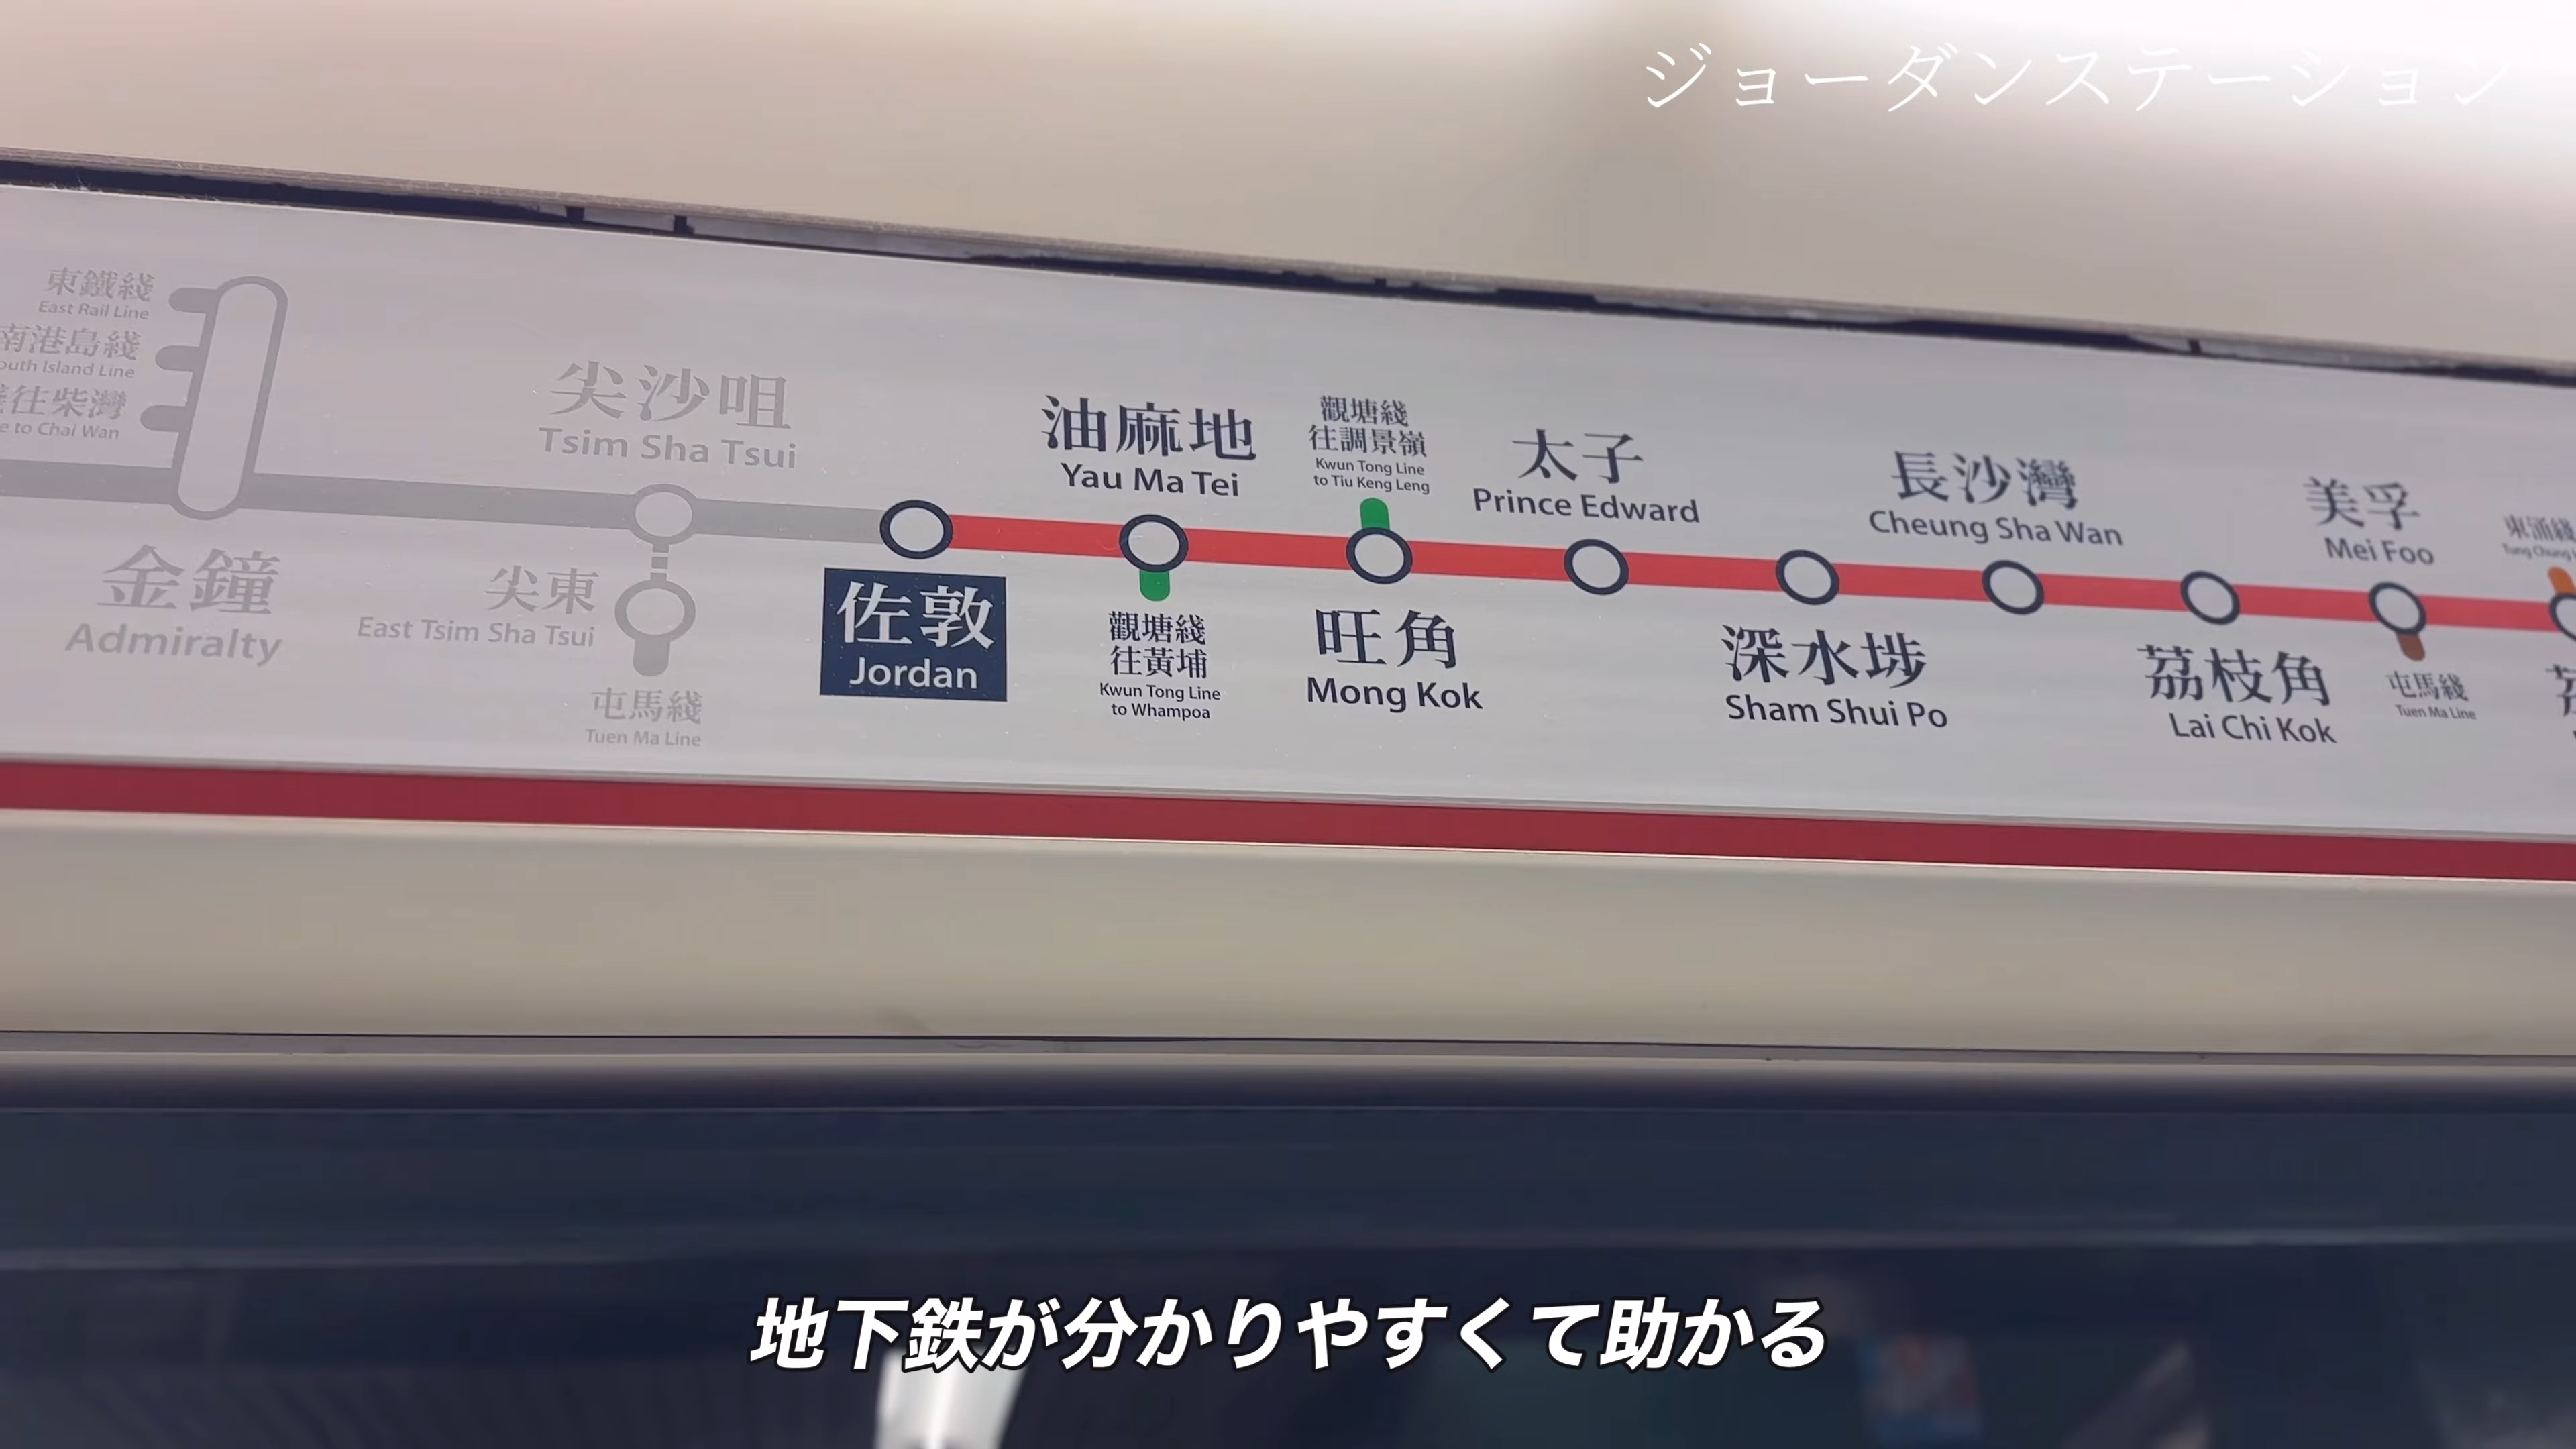 ジョーダンステーション
東鐵綫
East Rail Line
南港島綫
outh Island Line
往柴灣
e to Chai Wan
金鐘
Admiralty
尖沙咀
Tsim Sha Tsui
尖東
East Tsim Sha Tsui
屯馬綫
Tuen Ma Line
佐敦
Jordan
油麻地
Yau Ma Tei
觀塘綫
往黃埔
Kwun Tong Line
to Whampoa
觀塘綫
往調景嶺
Kwun Tong Line
to Tiu Keng Leng
旺角
Mong Kok
太子
Prince Edward
深水埗
Sham Shui Po
長沙灣
Cheung Sha Wan
荔枝角
Lai Chi Kok
美孚
Mei Foo
屯馬綫
Tuen Ma Line
東涌綫
Tung Chung
地下鉄が分かりやすくて助かる